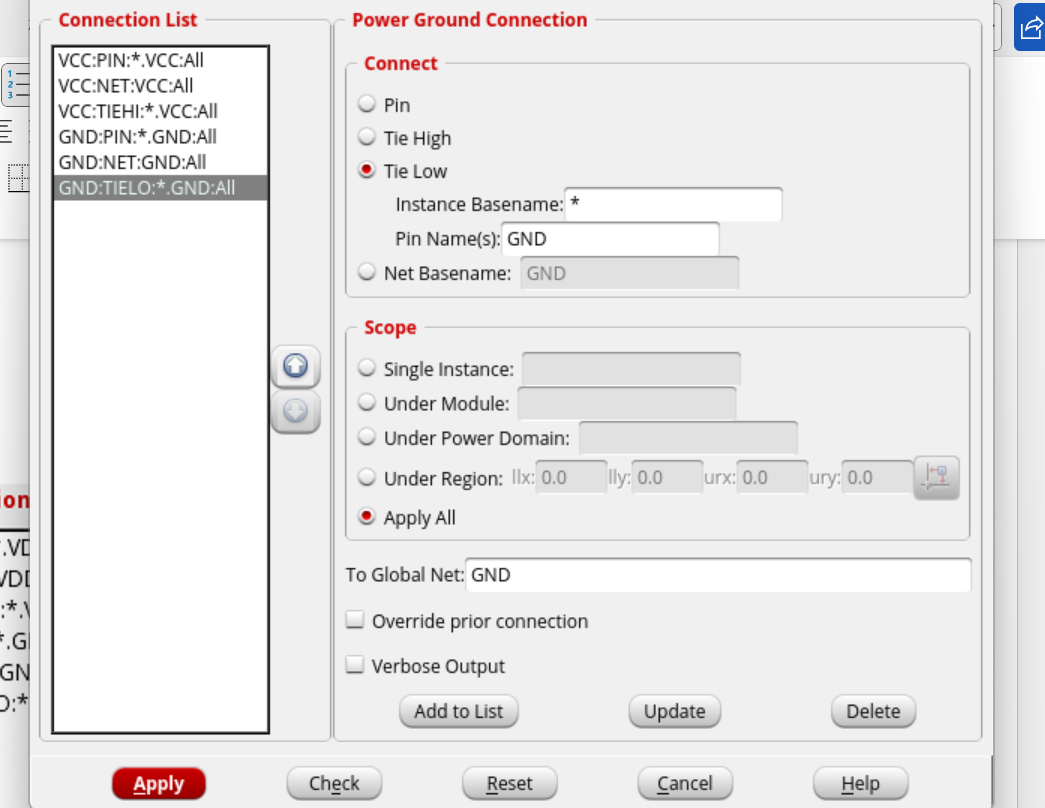 Connection List
VCC:PIN:*.VCC:All
VCC:NET:VCC:All
VCC:TIEHI:*.VCC:All
GND:PIN:*.GND:All
GND:NET:GND:All
GND:TIELO:*.GND:All
Power Ground Connection
Connect
Pin
Tie High
Tie Low
Instance Basename: *
Pin Name(s): GND
Net Basename: GND
Scope
Single Instance:
Under Module:
Under Power Domain:
Under Region: llx: 0.0 lly: 0.0 urx: 0.0 ury: 0.0
Apply All
To Global Net: GND
Override prior connection
Verbose Output
Add to List Update Delete
Apply Check Reset Cancel Help